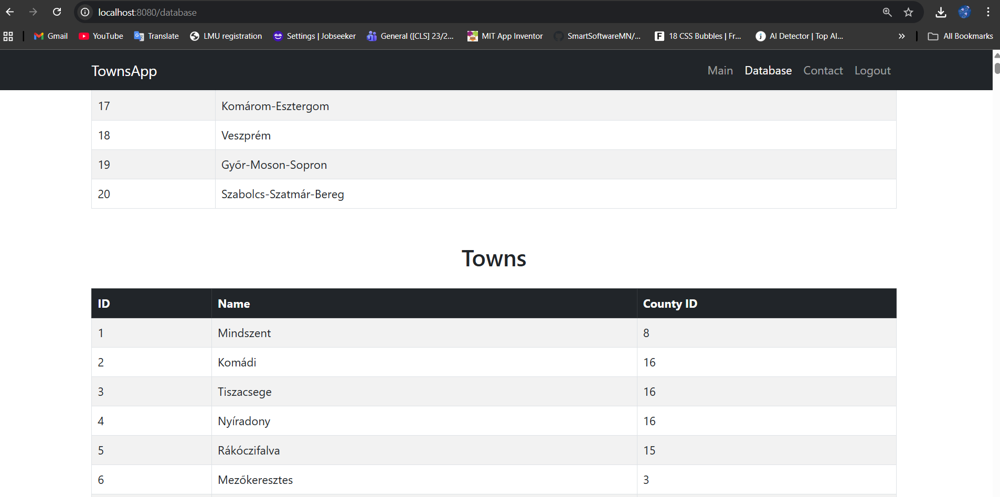 localhost:8080/database
Gmail YouTube Translate LMU registration Settings | Jobseeker General ([CLS] 23/2... MIT App Inventor SmartSoftwareMN/... 18 CSS Bubbles | Fr... AI Detector | Top AI... » All Bookmarks
TownsApp Main Database Contact Logout
17 Komárom-Esztergom
18 Veszprém
19 Győr-Moson-Sopron
20 Szabolcs-Szatmár-Bereg
Towns
ID Name County ID
1 Mindszent 8
2 Komádi 16
3 Tiszacsege 16
4 Nyíradony 16
5 Rákóczifalva 15
6 Mezőkeresztes 3